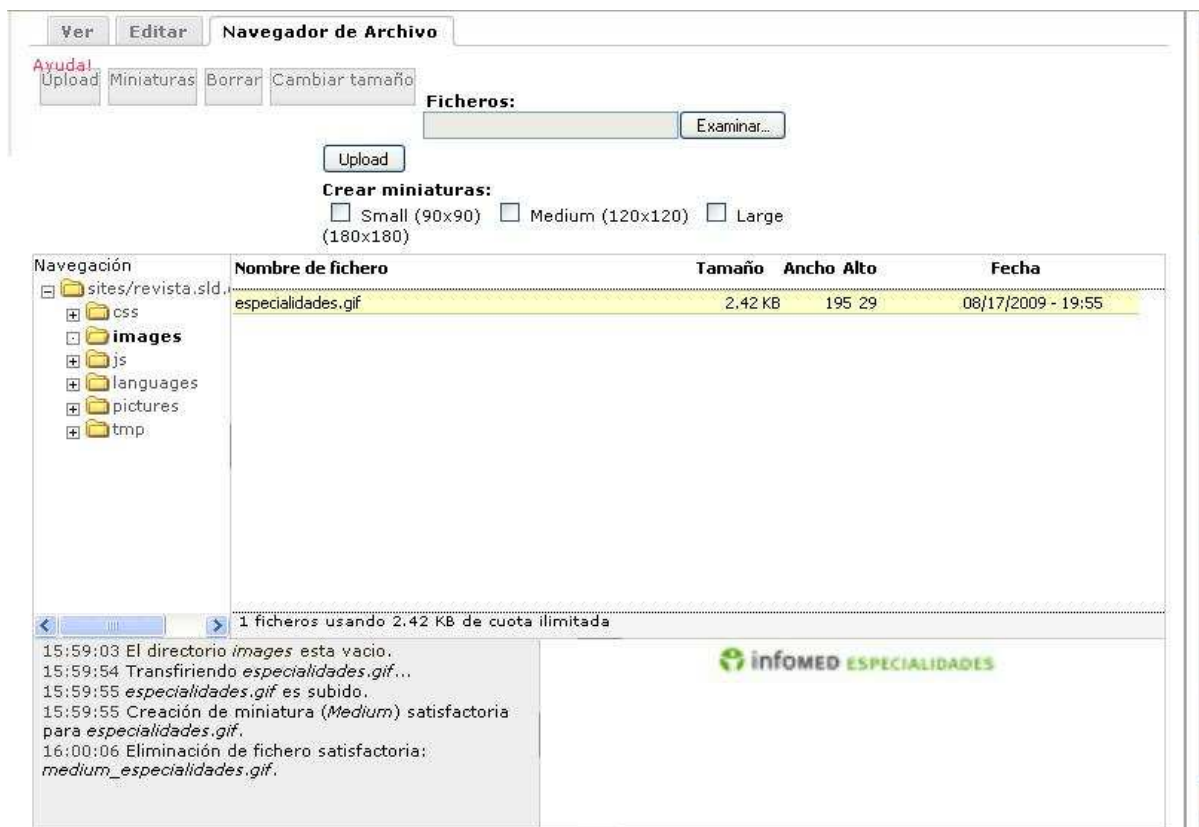 Ver Editar Navegador de Archivo
Ayuda!
Upload Miniaturas Borrar Cambiar tamaño
Ficheros:
Examinar...
Upload
Crear miniaturas:
Small (90x90) Medium (120x120) Large
(180x180)
Navegación
sites/revista.sld.
css
images
js
languages
pictures
tmp
Nombre de fichero Tamaño Ancho Alto Fecha
especialidades.gif 2.42 KB 195 29 08/17/2009 - 19:55
1 ficheros usando 2.42 KB de cuota ilimitada
15:59:03 El directorio images esta vacio.
15:59:54 Transfiriendo especialidades.gif...
15:59:55 especialidades.gif es subido.
15:59:55 Creación de miniatura (Medium) satisfactoria
para especialidades.gif.
16:00:06 Eliminación de fichero satisfactoria:
medium_especialidades.gif.
infOMED ESPECIALIDADES